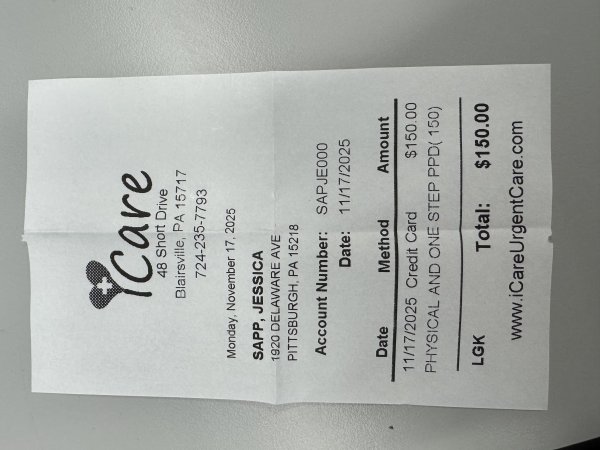 iCare
48 Short Drive
Blairsville, PA 15717
724-235-7793
Monday, November 17, 2025
SAPP, JESSICA
1920 DELAWARE AVE
PITTSBURGH, PA 15218
Account Number: SAPJE000
Date: 11/17/2025
Date Method Amount
11/17/2025 Credit Card $150.00
PHYSICAL AND ONE STEP PPD( 150)
LGK Total: $150.00
www.iCareUrgentCare.com